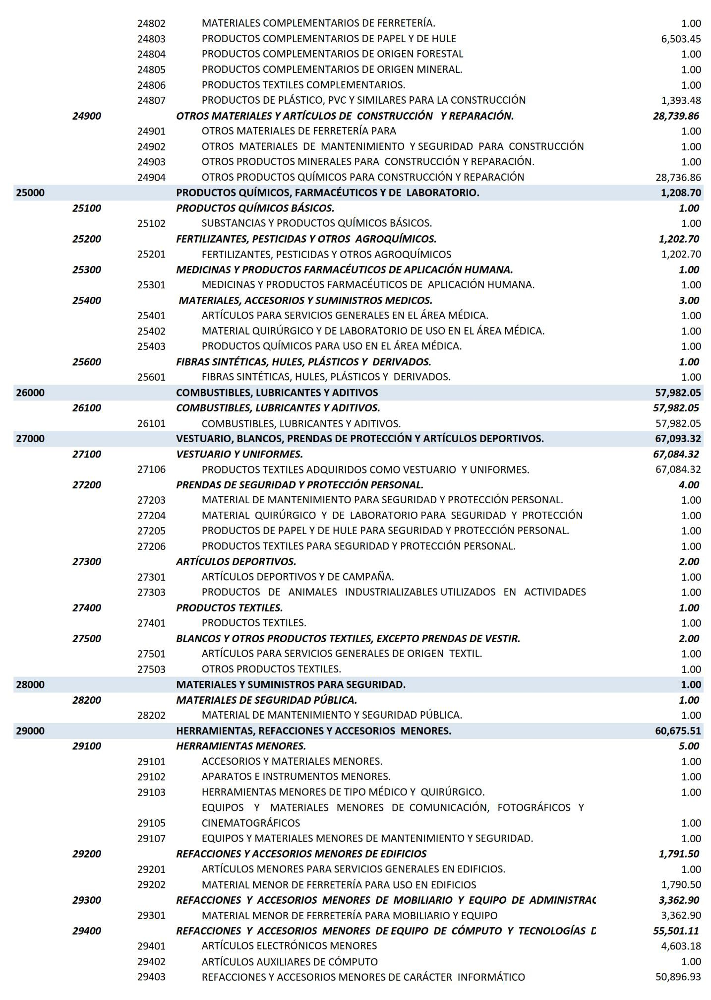 24802 MATERIALES COMPLEMENTARIOS DE FERRETERÍA. 1.00
24803 PRODUCTOS COMPLEMENTARIOS DE PAPEL Y DE HULE 6,503.45
24804 PRODUCTOS COMPLEMENTARIOS DE ORIGEN FORESTAL 1.00
24805 PRODUCTOS COMPLEMENTARIOS DE ORIGEN MINERAL. 1.00
24806 PRODUCTOS TEXTILES COMPLEMENTARIOS. 1.00
24807 PRODUCTOS DE PLÁSTICO, PVC Y SIMILARES PARA LA CONSTRUCCIÓN 1,393.48
24900 OTROS MATERIALES Y ARTÍCULOS DE CONSTRUCCIÓN Y REPARACIÓN. 28,739.86
24901 OTROS MATERIALES DE FERRETERÍA PARA 1.00
24902 OTROS MATERIALES DE MANTENIMIENTO Y SEGURIDAD PARA CONSTRUCCIÓN 1.00
24903 OTROS PRODUCTOS MINERALES PARA CONSTRUCCIÓN Y REPARACIÓN. 1.00
24904 OTROS PRODUCTOS QUÍMICOS PARA CONSTRUCCIÓN Y REPARACIÓN 28,736.86
25000 PRODUCTOS QUÍMICOS, FARMACÉUTICOS Y DE LABORATORIO. 1,208.70
25100 PRODUCTOS QUÍMICOS BÁSICOS. 1.00
25102 SUBSTANCIAS Y PRODUCTOS QUÍMICOS BÁSICOS. 1.00
25200 FERTILIZANTES, PESTICIDAS Y OTROS AGROQUÍMICOS. 1,202.70
25201 FERTILIZANTES, PESTICIDAS Y OTROS AGROQUÍMICOS 1,202.70
25300 MEDICINAS Y PRODUCTOS FARMACÉUTICOS DE APLICACIÓN HUMANA. 1.00
25301 MEDICINAS Y PRODUCTOS FARMACÉUTICOS DE APLICACIÓN HUMANA. 1.00
25400 MATERIALES, ACCESORIOS Y SUMINISTROS MEDICOS. 3.00
25401 ARTÍCULOS PARA SERVICIOS GENERALES EN EL ÁREA MÉDICA. 1.00
25402 MATERIAL QUIRÚRGICO Y DE LABORATORIO DE USO EN EL ÁREA MÉDICA. 1.00
25403 PRODUCTOS QUÍMICOS PARA USO EN EL ÁREA MÉDICA. 1.00
25600 FIBRAS SINTÉTICAS, HULES, PLÁSTICOS Y DERIVADOS. 1.00
25601 FIBRAS SINTÉTICAS, HULES, PLÁSTICOS Y DERIVADOS. 1.00
26000 COMBUSTIBLES, LUBRICANTES Y ADITIVOS 57,982.05
26100 COMBUSTIBLES, LUBRICANTES Y ADITIVOS. 57,982.05
26101 COMBUSTIBLES, LUBRICANTES Y ADITIVOS. 57,982.05
27000 VESTUARIO, BLANCOS, PRENDAS DE PROTECCIÓN Y ARTÍCULOS DEPORTIVOS. 67,093.32
27100 VESTUARIO Y UNIFORMES. 67,084.32
27106 PRODUCTOS TEXTILES ADQUIRIDOS COMO VESTUARIO Y UNIFORMES. 67,084.32
27200 PRENDAS DE SEGURIDAD Y PROTECCIÓN PERSONAL. 4.00
27203 MATERIAL DE MANTENIMIENTO PARA SEGURIDAD Y PROTECCIÓN PERSONAL. 1.00
27204 MATERIAL QUIRÚRGICO Y DE LABORATORIO PARA SEGURIDAD Y PROTECCIÓN 1.00
27205 PRODUCTOS DE PAPEL Y DE HULE PARA SEGURIDAD Y PROTECCIÓN PERSONAL. 1.00
27206 PRODUCTOS TEXTILES PARA SEGURIDAD Y PROTECCIÓN PERSONAL. 1.00
27300 ARTÍCULOS DEPORTIVOS. 2.00
27301 ARTÍCULOS DEPORTIVOS Y DE CAMPAÑA. 1.00
27303 PRODUCTOS DE ANIMALES INDUSTRIALIZABLES UTILIZADOS EN ACTIVIDADES 1.00
27400 PRODUCTOS TEXTILES. 1.00
27401 PRODUCTOS TEXTILES. 1.00
27500 BLANCOS Y OTROS PRODUCTOS TEXTILES, EXCEPTO PRENDAS DE VESTIR. 2.00
27501 ARTÍCULOS PARA SERVICIOS GENERALES DE ORIGEN TEXTIL. 1.00
27503 OTROS PRODUCTOS TEXTILES. 1.00
28000 MATERIALES Y SUMINISTROS PARA SEGURIDAD. 1.00
28200 MATERIALES DE SEGURIDAD PÚBLICA. 1.00
28202 MATERIAL DE MANTENIMIENTO Y SEGURIDAD PÚBLICA. 1.00
29000 HERRAMIENTAS, REFACCIONES Y ACCESORIOS MENORES. 60,675.51
29100 HERRAMIENTAS MENORES. 5.00
29101 ACCESORIOS Y MATERIALES MENORES. 1.00
29102 APARATOS E INSTRUMENTOS MENORES. 1.00
29103 HERRAMIENTAS MENORES DE TIPO MÉDICO Y QUIRÚRGICO. 1.00
EQUIPOS Y MATERIALES MENORES DE COMUNICACIÓN, FOTOGRÁFICOS Y
29105 CINEMATOGRÁFICOS 1.00
29107 EQUIPOS Y MATERIALES MENORES DE MANTENIMIENTO Y SEGURIDAD. 1.00
29200 REFACCIONES Y ACCESORIOS MENORES DE EDIFICIOS 1,791.50
29201 ARTÍCULOS MENORES PARA SERVICIOS GENERALES EN EDIFICIOS. 1.00
29202 MATERIAL MENOR DE FERRETERÍA PARA USO EN EDIFICIOS 1,790.50
29300 REFACCIONES Y ACCESORIOS MENORES DE MOBILIARIO Y EQUIPO DE ADMINISTRAC 3,362.90
29301 MATERIAL MENOR DE FERRETERÍA PARA MOBILIARIO Y EQUIPO 3,362.90
29400 REFACCIONES Y ACCESORIOS MENORES DE EQUIPO DE CÓMPUTO Y TECNOLOGÍAS D 55,501.11
29401 ARTÍCULOS ELECTRÓNICOS MENORES 4,603.18
29402 ARTÍCULOS AUXILIARES DE CÓMPUTO 1.00
29403 REFACCIONES Y ACCESORIOS MENORES DE CARÁCTER INFORMÁTICO 50,896.93